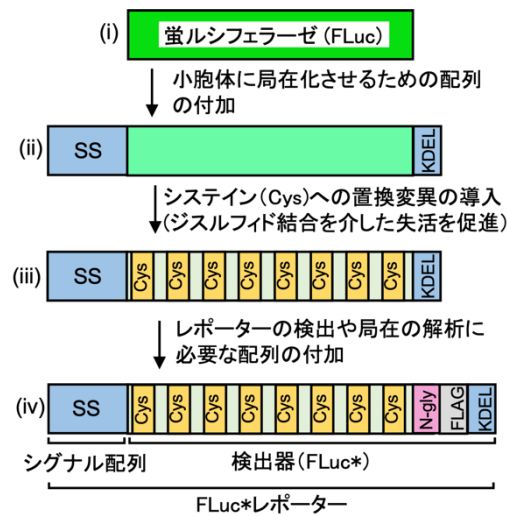 (i)
蛍ルシフェラーゼ(FLuc)
小胞体に局在化させるための配列
の付加
(ii)
SS
KDEL
システイン(Cys)への置換変異の導入
(ジスルフィド結合を介した失活を促進)
(iii)
SS
Cys
Cys
Cys
Cys
Cys
Cys
Cys
Cys
KDEL
レポーターの検出や局在の解析に
必要な配列の付加
(iv)
SS
Cys
Cys
Cys
Cys
Cys
Cys
Cys
Cys
N-gly
FLAG
KDEL
シグナル配列
検出器(FLuc*)
FLuc*レポーター